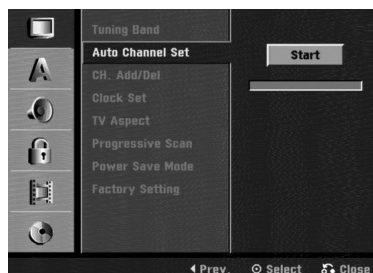 Tuning Band
Auto Channel Set
Start
CH. Add/Del
Clock Set
TV Aspect
Progressive Scan
Power Save Mode
Factory Setting
A
Prev. Select Close